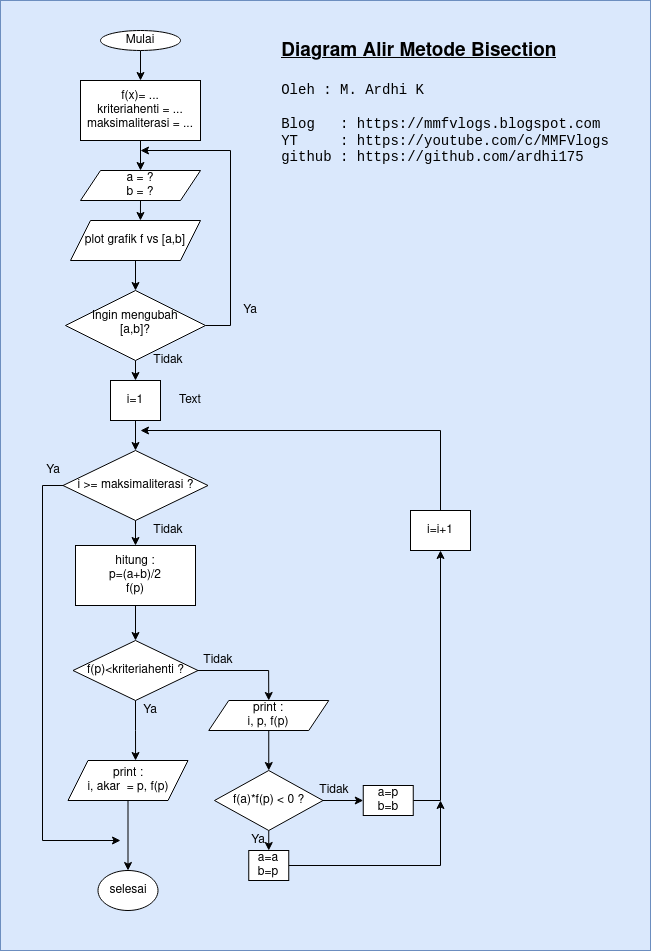 Mulai
Diagram Alir Metode Bisection
Oleh : M. Ardhi K
Blog   : https://mmfvlogs.blogspot.com
YT     : https://youtube.com/c/MMFVlogs
github : https://github.com/ardhi175
f(x)= ...
kriteriahenti = ...
maksimaliterasi = ...
a = ?
b = ?
plot grafik f vs [a,b]
Ingin mengubah
[a,b]?
Ya
Tidak
i=1
Text
Ya
i >= maksimaliterasi ?
Tidak
i=i+1
hitung :
p=(a+b)/2
f(p)
f(p)<kriteriahenti ?
Tidak
Ya
print :
i, p, f(p)
print :
i, akar  = p, f(p)
f(a)*f(p) < 0 ?
Tidak
a=p
b=b
Ya
a=a
b=p
selesai